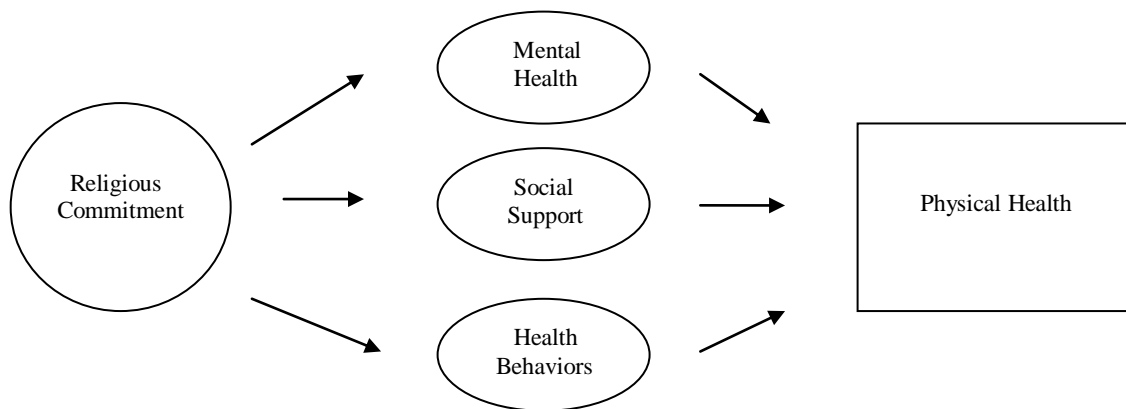 Religious
Commitment
Mental
Health
Social
Support
Health
Behaviors
Physical Health